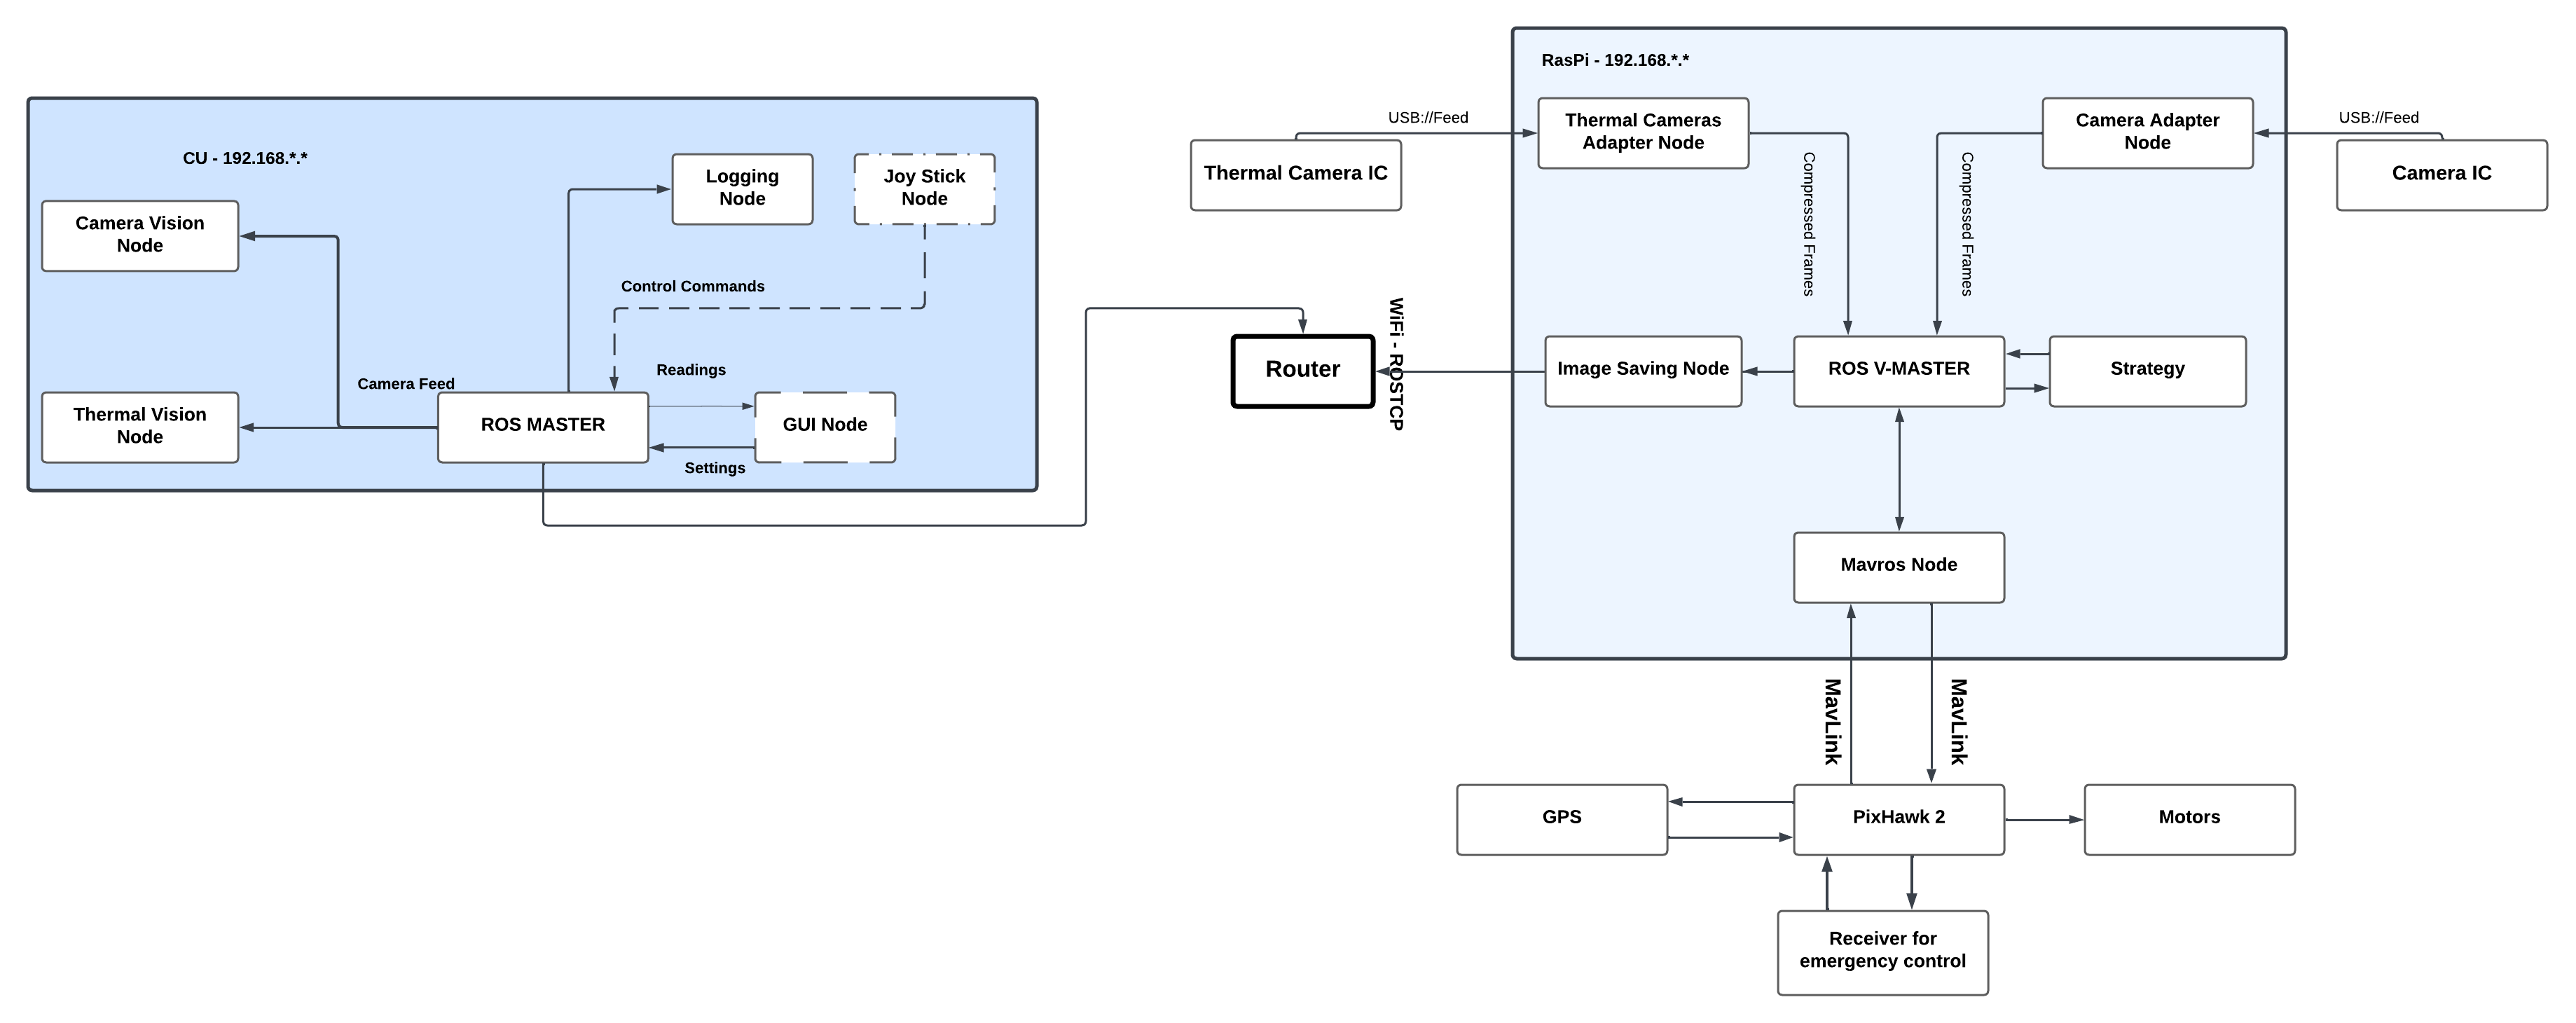 RasPi - 192.168.*.*
USB://Feed
Thermal Cameras
Adapter Node
Camera Adapter
Node
USB://Feed
Thermal Camera IC
Camera IC
CU - 192.168.*.*
Logging
Node
Joy Stick
Node
Camera Vision
Node
Compressed Frames
Compressed Frames
Control Commands
WiFi - ROSTCP
Router
Image Saving Node
ROS V-MASTER
Strategy
Readings
Camera Feed
Thermal Vision
Node
ROS MASTER
GUI Node
Settings
Mavros Node
MavLink
MavLink
GPS
PixHawk 2
Motors
Receiver for
emergency control